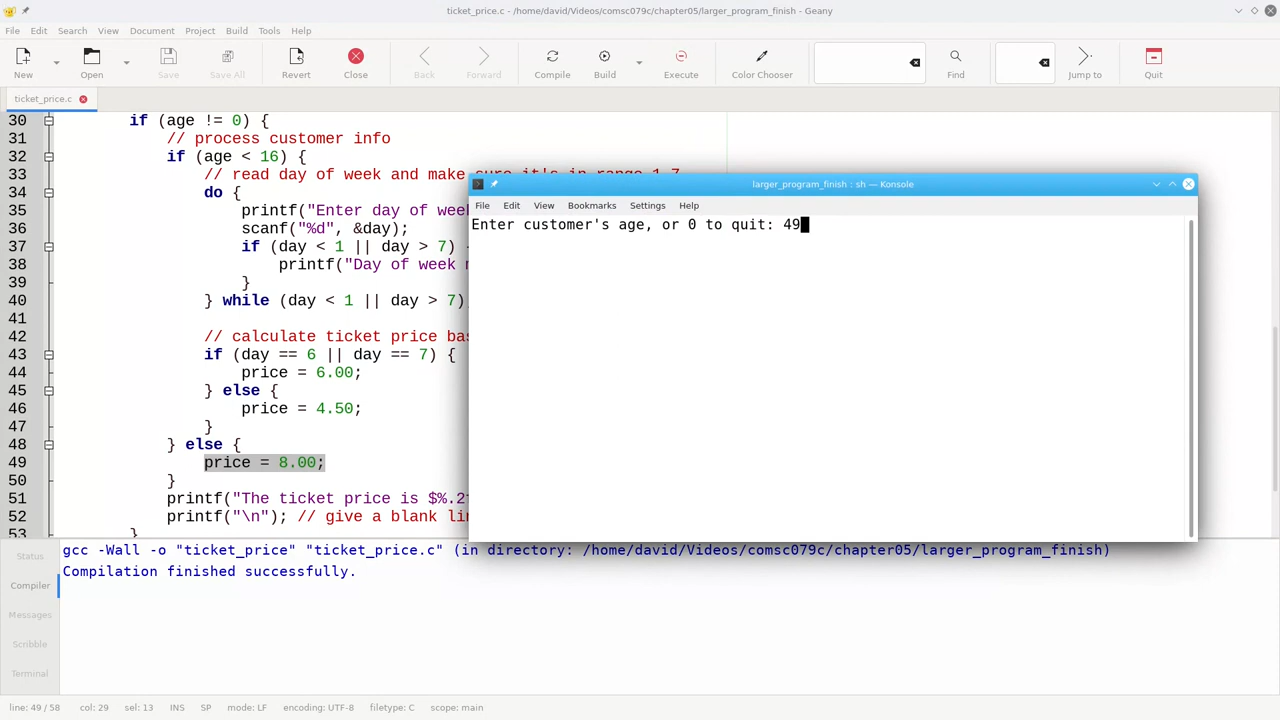 ticket_price.c - /home/david/Videos/comsc079c/chapter05/larger_program_finish - Geany
File Edit Search View Document Project Build Tools Help
New Open Save Save All Revert Close Back Forward Compile Build Execute Color Chooser Find Jump to Quit
ticket_price.c
30 if (age != 0) {
31 // process customer info
32 if (age < 16) {
33 // read day of week and make sure it's in range 1-7
34 do {
35 printf("Enter day of week
36 scanf("%d", &day);
37 if (day < 1 || day > 7)
38 printf("Day of week
39 }
40 } while (day < 1 || day > 7)
41
42 // calculate ticket price bas
43 if (day == 6 || day == 7) {
44 price = 6.00;
45 } else {
46 price = 4.50;
47 }
48 } else {
49 price = 8.00;
50 }
51 printf("The ticket price is $%.2f
52 printf("\n"); // give a blank lin
53 }
larger_program_finish : sh — Konsole
File Edit View Bookmarks Settings Help
Enter customer's age, or 0 to quit: 49
Status
Compiler
Messages
Scribble
Terminal
gcc -Wall -o "ticket_price" "ticket_price.c" (in directory: /home/david/Videos/comsc079c/chapter05/larger_program_finish)
Compilation finished successfully.
line: 49 / 58 col: 29 sel: 13 INS SP mode: LF encoding: UTF-8 filetype: C scope: main